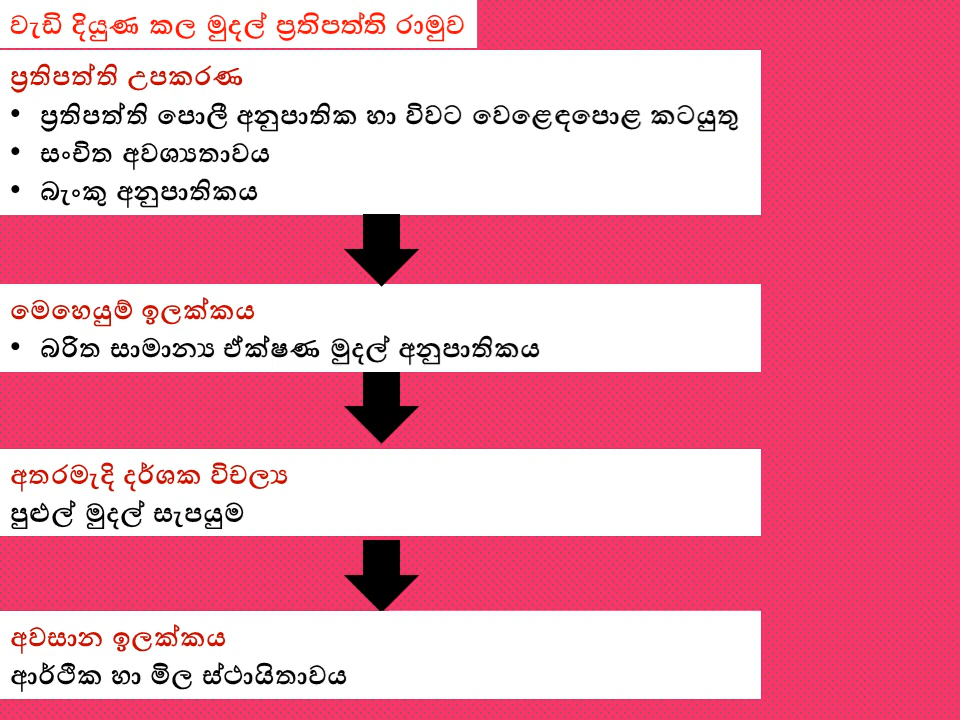 වැඩි දියුණ කල මුදල් ප්‍රතිපත්ති රාමුව
ප්‍රතිපත්ති උපකරණ
• ප්‍රතිපත්ති පොලී අනුපාතික හා විවට වෙළෙඳපොළ කටයුතු
• සංචිත අවශ්‍යතාවය
• බැංකු අනුපාතිකය
මෙහෙයුම් ඉලක්කය
• බරිත සාමාන්‍ය ඒක්ෂණ මුදල් අනුපාතිකය
අතරමැදි දර්ශක විචල්‍ය
පුළුල් මුදල් සැපයුම
අවසාන ඉලක්කය
ආර්ථික හා මිල ස්ථායිතාවය